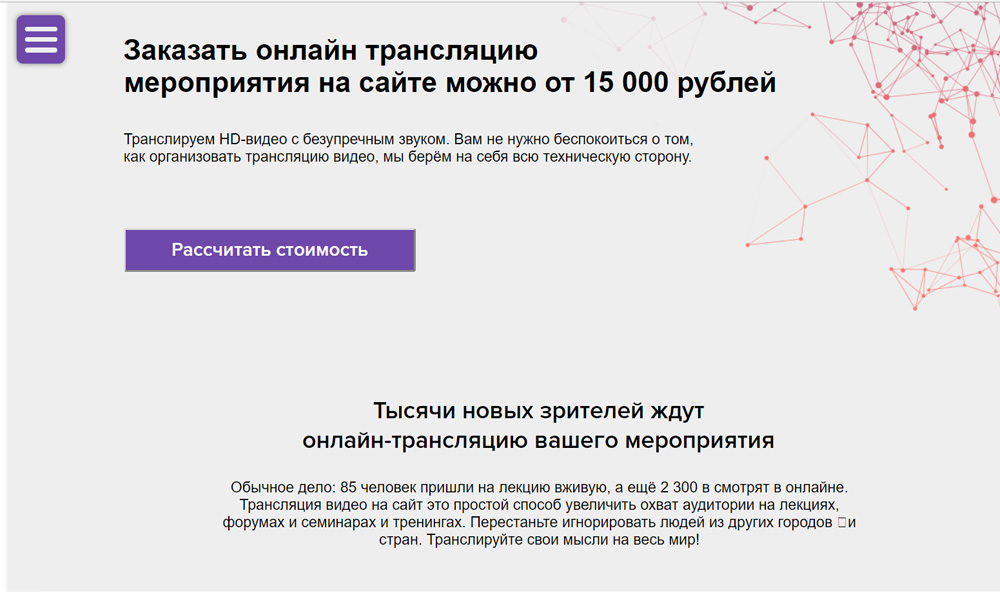 Заказать онлайн трансляцию
мероприятия на сайте можно от 15 000 рублей
Транслируем HD-видео с безупречным звуком. Вам не нужно беспокоиться о том,
как организовать трансляцию видео, мы берём на себя всю техническую сторону.
Рассчитать стоимость
Тысячи новых зрителей ждут
онлайн-трансляцию вашего мероприятия
Обычное дело: 85 человек пришли на лекцию вживую, а ещё 2 300 в смотрят в онлайне.
Трансляция видео на сайт это простой способ увеличить охват аудитории на лекциях,
форумах и семинарах и тренингах. Перестаньте игнорировать людей из других городов и
стран. Транслируйте свои мысли на весь мир!